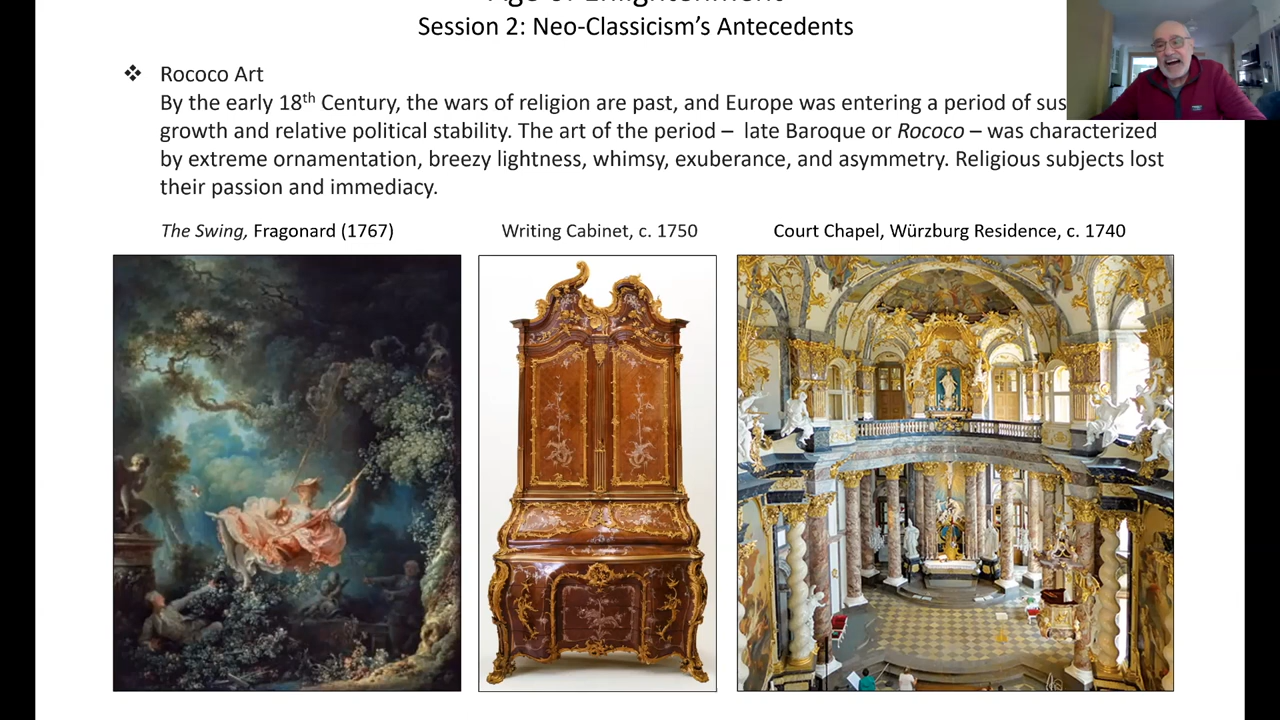 Session 2: Neo-Classicism's Antecedents
❖ Rococo Art
By the early 18th Century, the wars of religion are past, and Europe was entering a period of
growth and relative political stability. The art of the period – late Baroque or Rococo – was characterized
by extreme ornamentation, breezy lightness, whimsy, exuberance, and asymmetry. Religious subjects lost
their passion and immediacy.
The Swing, Fragonard (1767)
Writing Cabinet, c. 1750
Court Chapel, Würzburg Residence, c. 1740